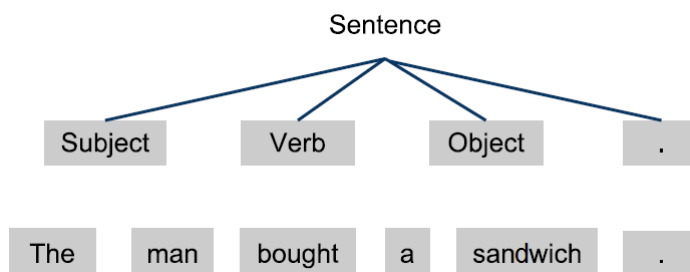 Sentence
Subject Verb Object .
The man bought a sandwich .